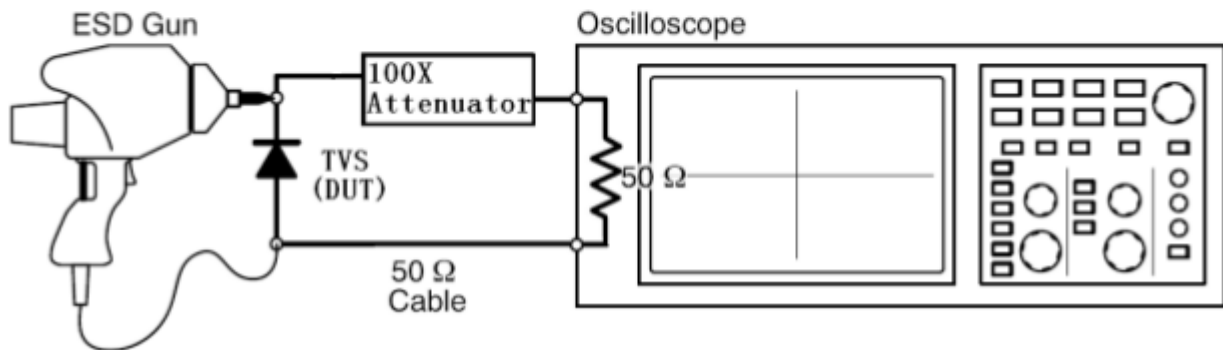 ESD Gun
Oscilloscope
100X
Attenuator
TVS
(DUT)
50 Ω
50 Ω
Cable